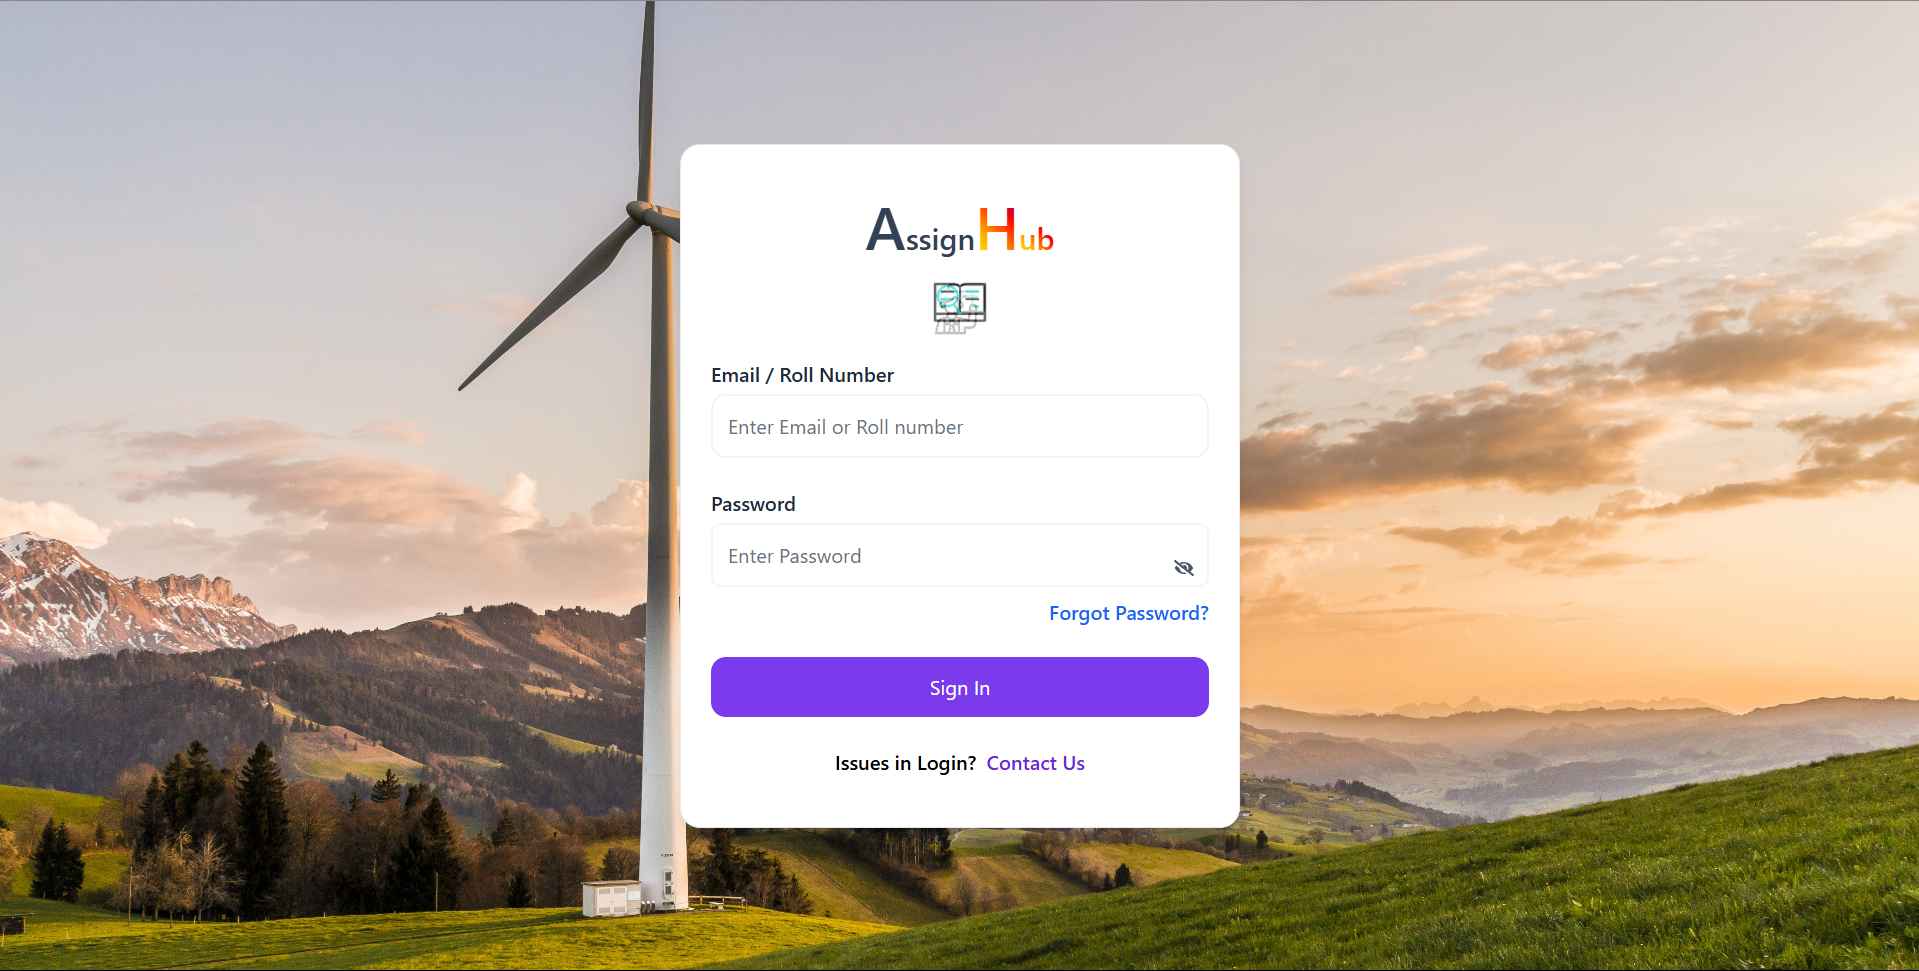 AssignHub
Email / Roll Number
Enter Email or Roll number
Password
Enter Password
Forgot Password?
Sign In
Issues in Login? Contact Us